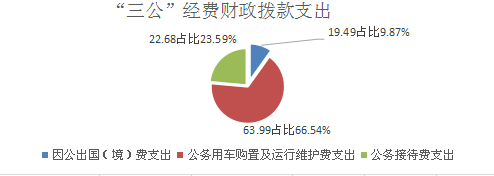 “三公”经费财政拨款支出
22.68占比23.59%
19.49占比9.87%
63.99占比66.54%
因公出国（境）费支出 公务用车购置及运行维护费支出 公务接待费支出